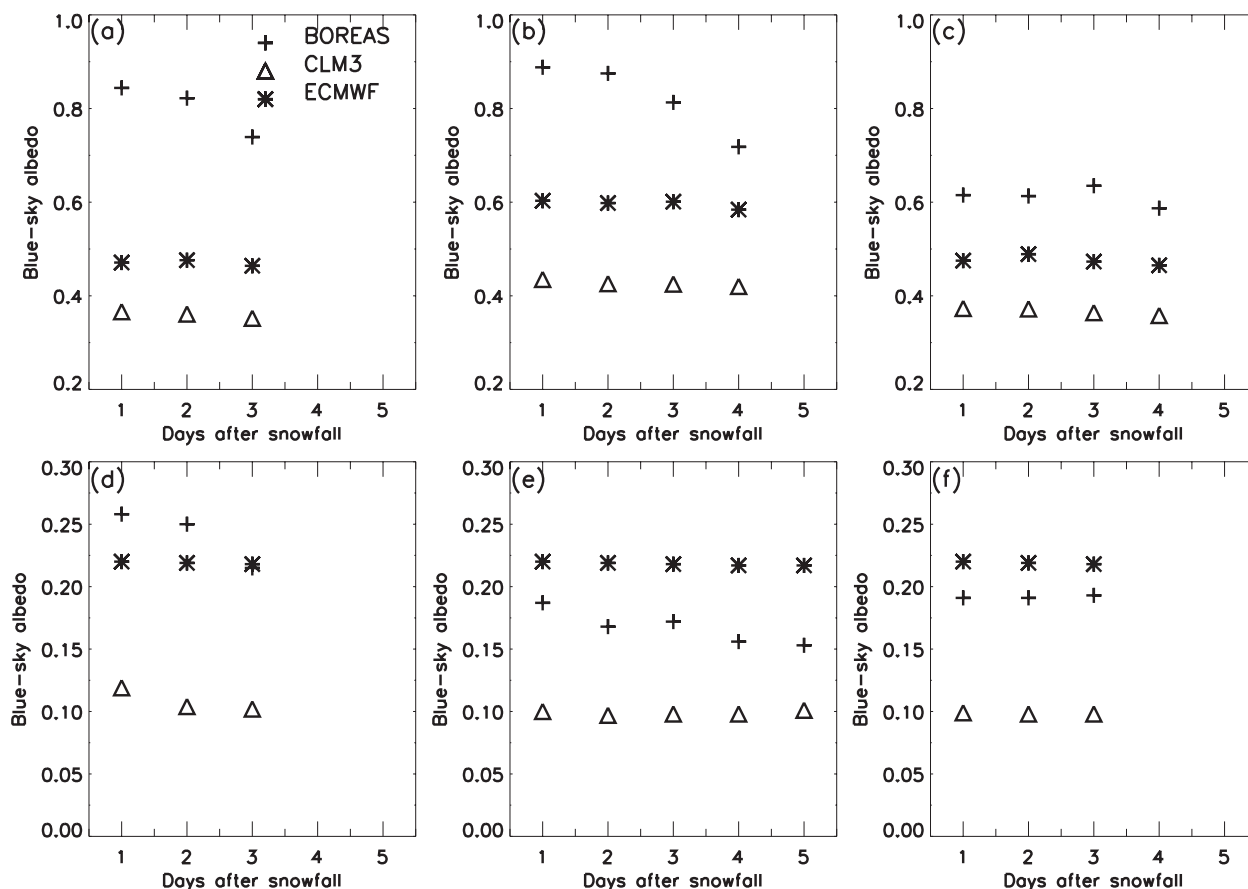 (a)
BOREAS
CLM3
ECMWF
1.0
0.8
0.6
0.4
0.2
Blue-sky albedo
1 2 3 4 5
Days after snowfall
(b)
1.0
0.8
0.6
0.4
0.2
Blue-sky albedo
1 2 3 4 5
Days after snowfall
(c)
1.0
0.8
0.6
0.4
0.2
Blue-sky albedo
1 2 3 4 5
Days after snowfall
(d)
0.30
0.25
0.20
0.15
0.10
0.05
0.00
Blue-sky albedo
1 2 3 4 5
Days after snowfall
(e)
0.30
0.25
0.20
0.15
0.10
0.05
0.00
Blue-sky albedo
1 2 3 4 5
Days after snowfall
(f)
0.30
0.25
0.20
0.15
0.10
0.05
0.00
Blue-sky albedo
1 2 3 4 5
Days after snowfall